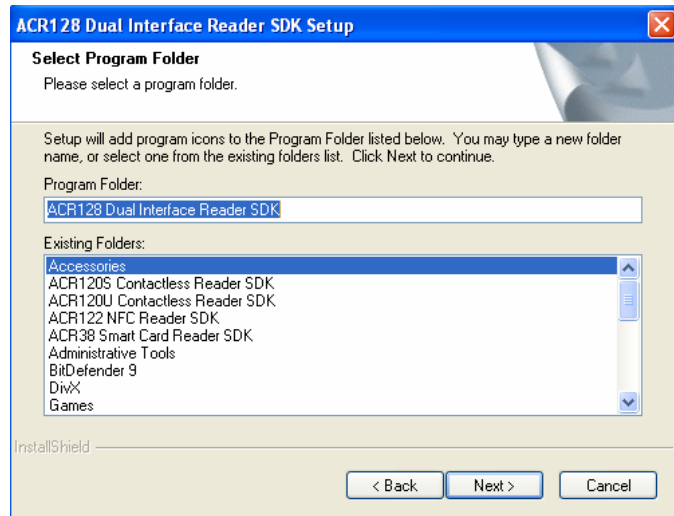 ACR128 Dual Interface Reader SDK Setup
Select Program Folder
Please select a program folder.
Setup will add program icons to the Program Folder listed below. You may type a new folder
name, or select one from the existing folders list. Click Next to continue.
Program Folder:
ACR128 Dual Interface Reader SDK
Existing Folders:
Accessories
ACR120S Contactless Reader SDK
ACR120U Contactless Reader SDK
ACR122 NFC Reader SDK
ACR38 Smart Card Reader SDK
Administrative Tools
BitDefender 9
DivX
Games
InstallShield
< Back Next > Cancel